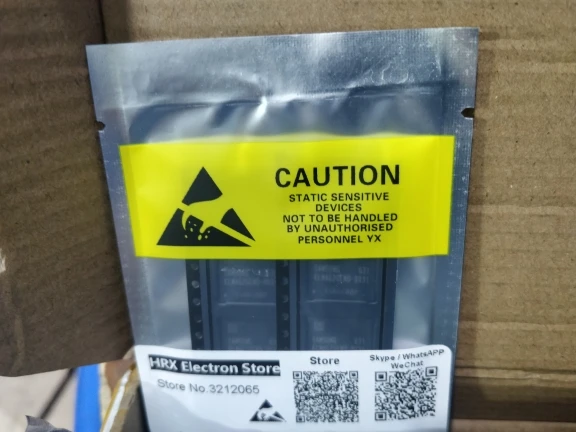 CAUTION
STATIC SENSITIVE
DEVICES
NOT TO BE HANDLED
BY UNAUTHORISED
PERSONNEL YX
HRX Electron Store
Store No.3212065
Store
Skype / WhatsAPP
WeChat